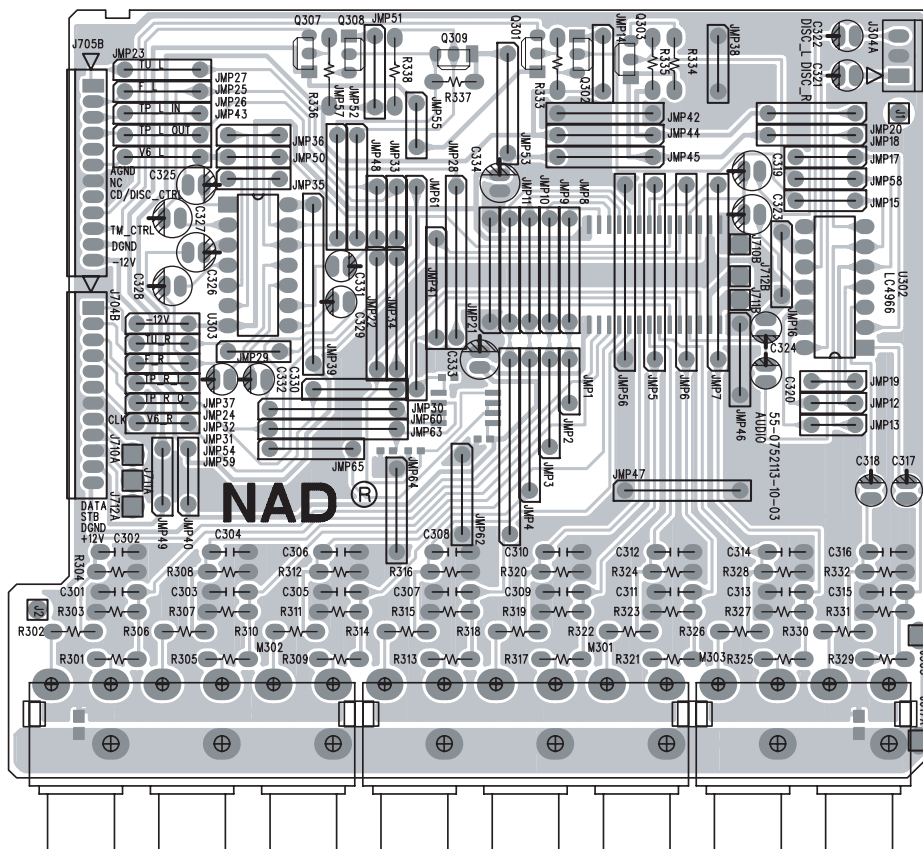 Q307
Q308
JMP51
Q309
Q301
JMP14
Q303
JMP38
DISC_L
C302
J304A
J705B
JMP23
TU_L
JMP27
F_L
JMP25
JMP26
TP_L_IN
JMP43
TP_L_OUT
V6_L
R336
JMP57
JMP52
R338
R337
JMP55
R333
Q302
R335
R334
C321
DISC_R
J1
JMP42
JMP44
JMP45
JMP20
JMP18
JMP17
JMP58
JMP15
JMP36
JMP50
JMP35
JMP48
JMP33
JMP28
C334
JMP53
JMP61
JMP11
JMP10
JMP9
JMP8
C319
C323
AGND
C325
NC
CD/DISC_CTRL
TM_CTRL
DGND
-12V
C327
C328
C326
C331
C329
JMP22
JMP34
JMP41
JMP21
J710B
J712B
J711B
JMP16
U302
LC4966
J704B
-12V
TU_R
F_R
TP_R_I
TP_R_O
CLK
V6_R
U303
JMP29
C332
C330
JMP39
C333
JMP1
JMP2
JMP3
JMP4
JMP56
JMP5
JMP6
JMP7
JMP46
C324
C320
JMP19
JMP12
JMP13
JMP37
JMP24
JMP32
JMP31
JMP54
JMP59
JMP30
JMP60
JMP63
JMP65
JMP64
JMP62
JMP47
55-0752113-10-03
AUDIO
C318
C317
J710A
J711A
J712A
JMP49
JMP40
NAD ®
DATA
STB
DGND
+12V
C302
C304
C306
C308
C310
C312
C314
C316
R304
R308
R312
R316
R320
R324
R328
R332
C301
C303
C305
C307
C309
C311
C313
C315
J2
R303
R307
R311
R315
R319
R323
R327
R331
R302
R306
R310
R314
R318
R322
R326
R330
M302
M301
M303
R301
R305
R309
R313
R317
R321
R325
R329